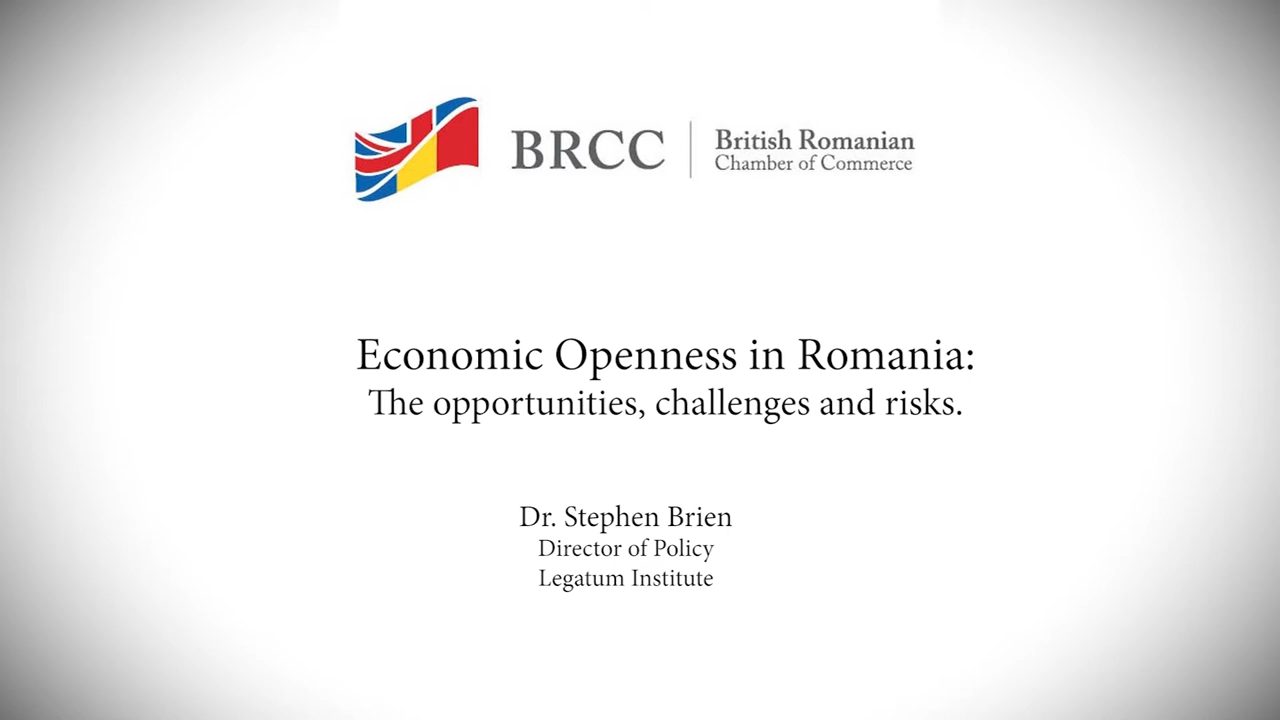 BRCC
British Romanian
Chamber of Commerce
Economic Openness in Romania:
The opportunities, challenges and risks.
Dr. Stephen Brien
Director of Policy
Legatum Institute